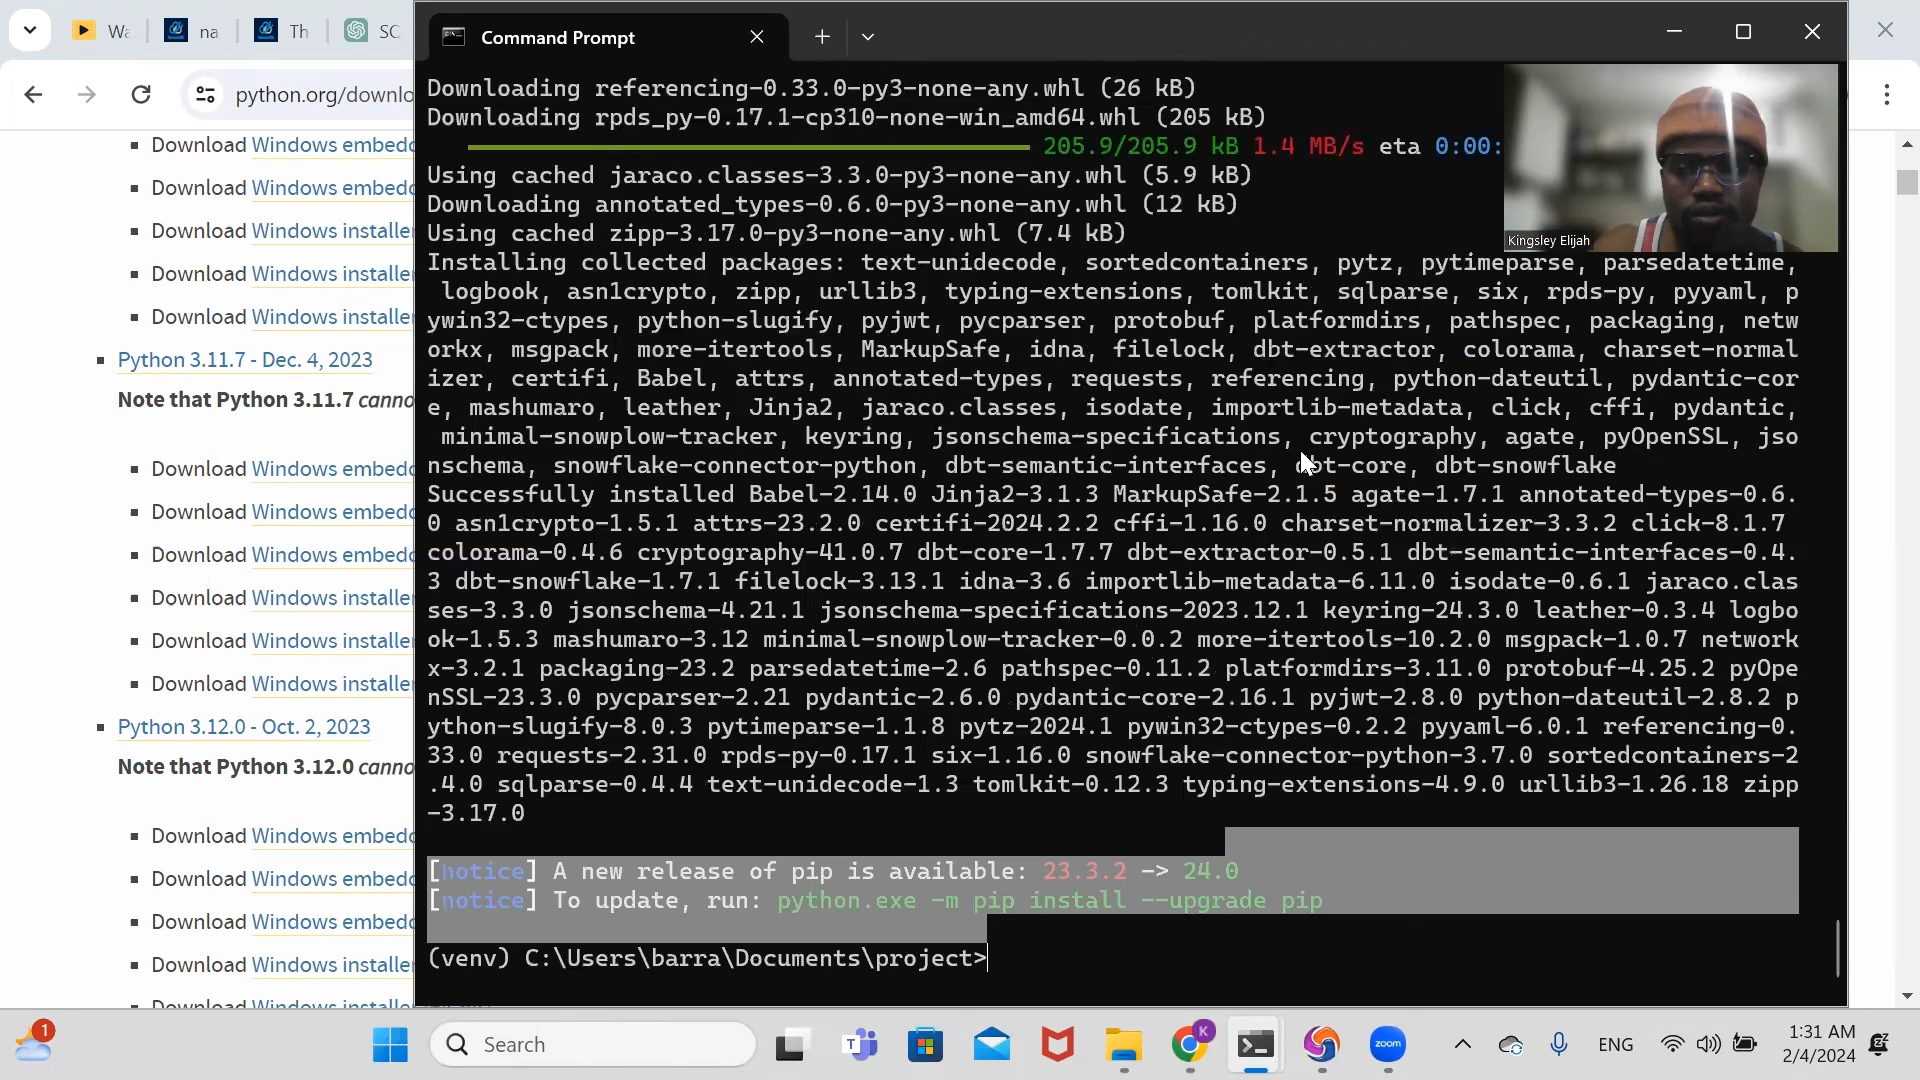 Wa
na
Th
SC
python.org/downlo
Download Windows embedd
Download Windows embedd
Download Windows installer
Download Windows installer
Download Windows installer
Python 3.11.7 - Dec. 4, 2023
Note that Python 3.11.7 canno
Download Windows embedd
Download Windows embedd
Download Windows embedd
Download Windows installer
Download Windows installer
Download Windows installer
Python 3.12.0 - Oct. 2, 2023
Note that Python 3.12.0 canno
Download Windows embedd
Download Windows embedd
Download Windows embedd
Download Windows installer
Command Prompt
Downloading referencing-0.33.0-py3-none-any.whl (26 kB)
Downloading rpds_py-0.17.1-cp310-none-win_amd64.whl (205 kB)
205.9/205.9 kB 1.4 MB/s eta 0:00:
Using cached jaraco.classes-3.3.0-py3-none-any.whl (5.9 kB)
Downloading annotated_types-0.6.0-py3-none-any.whl (12 kB)
Using cached zipp-3.17.0-py3-none-any.whl (7.4 kB)
Installing collected packages: text-unidecode, sortedcontainers, pytz, pytimeparse, parsedatetime,
logbook, asn1crypto, zipp, urllib3, typing-extensions, tomlkit, sqlparse, six, rpds-py, pyyaml, p
ywin32-ctypes, python-slugify, pyjwt, pycparser, protobuf, platformdirs, pathspec, packaging, netw
orkx, msgpack, more-itertools, MarkupSafe, idna, filelock, dbt-extractor, colorama, charset-normal
izer, certifi, Babel, attrs, annotated-types, requests, referencing, python-dateutil, pydantic-cor
e, mashumaro, leather, Jinja2, jaraco.classes, isodate, importlib-metadata, click, cffi, pydantic,
minimal-snowplow-tracker, keyring, jsonschema-specifications, cryptography, agate, pyOpenSSL, jso
nschema, snowflake-connector-python, dbt-semantic-interfaces, dbt-core, dbt-snowflake
Successfully installed Babel-2.14.0 Jinja2-3.1.3 MarkupSafe-2.1.5 agate-1.7.1 annotated-types-0.6.
0 asn1crypto-1.5.1 attrs-23.2.0 certifi-2024.2.2 cffi-1.16.0 charset-normalizer-3.3.2 click-8.1.7
colorama-0.4.6 cryptography-41.0.7 dbt-core-1.7.7 dbt-extractor-0.5.1 dbt-semantic-interfaces-0.4.
3 dbt-snowflake-1.7.1 filelock-3.13.1 idna-3.6 importlib-metadata-6.11.0 isodate-0.6.1 jaraco.clas
ses-3.3.0 jsonschema-4.21.1 jsonschema-specifications-2023.12.1 keyring-24.3.0 leather-0.3.4 logbo
ok-1.5.3 mashumaro-3.12 minimal-snowplow-tracker-0.0.2 more-itertools-10.2.0 msgpack-1.0.7 network
x-3.2.1 packaging-23.2 parsedatetime-2.6 pathspec-0.11.2 platformdirs-3.11.0 protobuf-4.25.2 pyOpe
nSSL-23.3.0 pycparser-2.21 pydantic-2.6.0 pydantic-core-2.16.1 pyjwt-2.8.0 python-dateutil-2.8.2 p
ython-slugify-8.0.3 pytimeparse-1.1.8 pytz-2024.1 pywin32-ctypes-0.2.2 pyyaml-6.0.1 referencing-0.
33.0 requests-2.31.0 rpds-py-0.17.1 six-1.16.0 snowflake-connector-python-3.7.0 sortedcontainers-2
.4.0 sqlparse-0.4.4 text-unidecode-1.3 tomlkit-0.12.3 typing-extensions-4.9.0 urllib3-1.26.18 zipp
-3.17.0
[notice] A new release of pip is available: 23.3.2 -> 24.0
[notice] To update, run: python.exe -m pip install --upgrade pip
(venv) C:\Users\barra\Documents\project>
Kingsley Elijah
1
Search
T
K
zoom
ENG
1:31 AM
2/4/2024